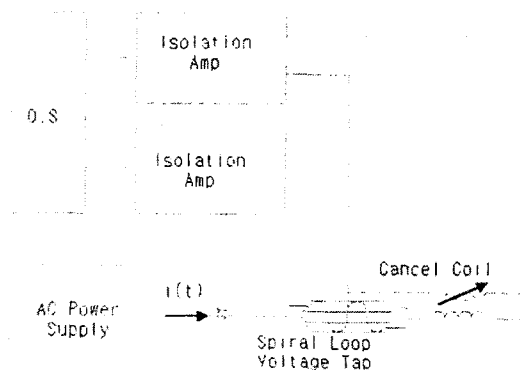 Isolation
Amp
O.S
Isolation
Amp
Cancel Coil
i(t)
AC Power
Supply
Spiral Loop
Voltage Tap